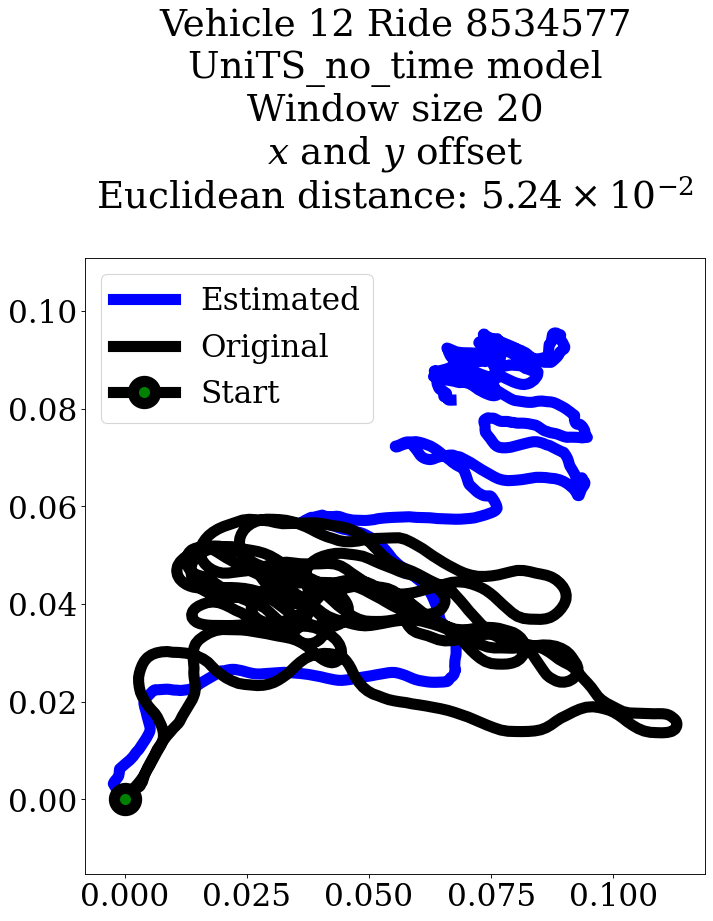 Vehicle 12 Ride 8534577
UniTS_no_time model
Window size 20
x and y offset
Euclidean distance: 5.24 × 10⁻²
Estimated
Original
Start
0.10
0.08
0.06
0.04
0.02
0.00
0.000 0.025 0.050 0.075 0.100